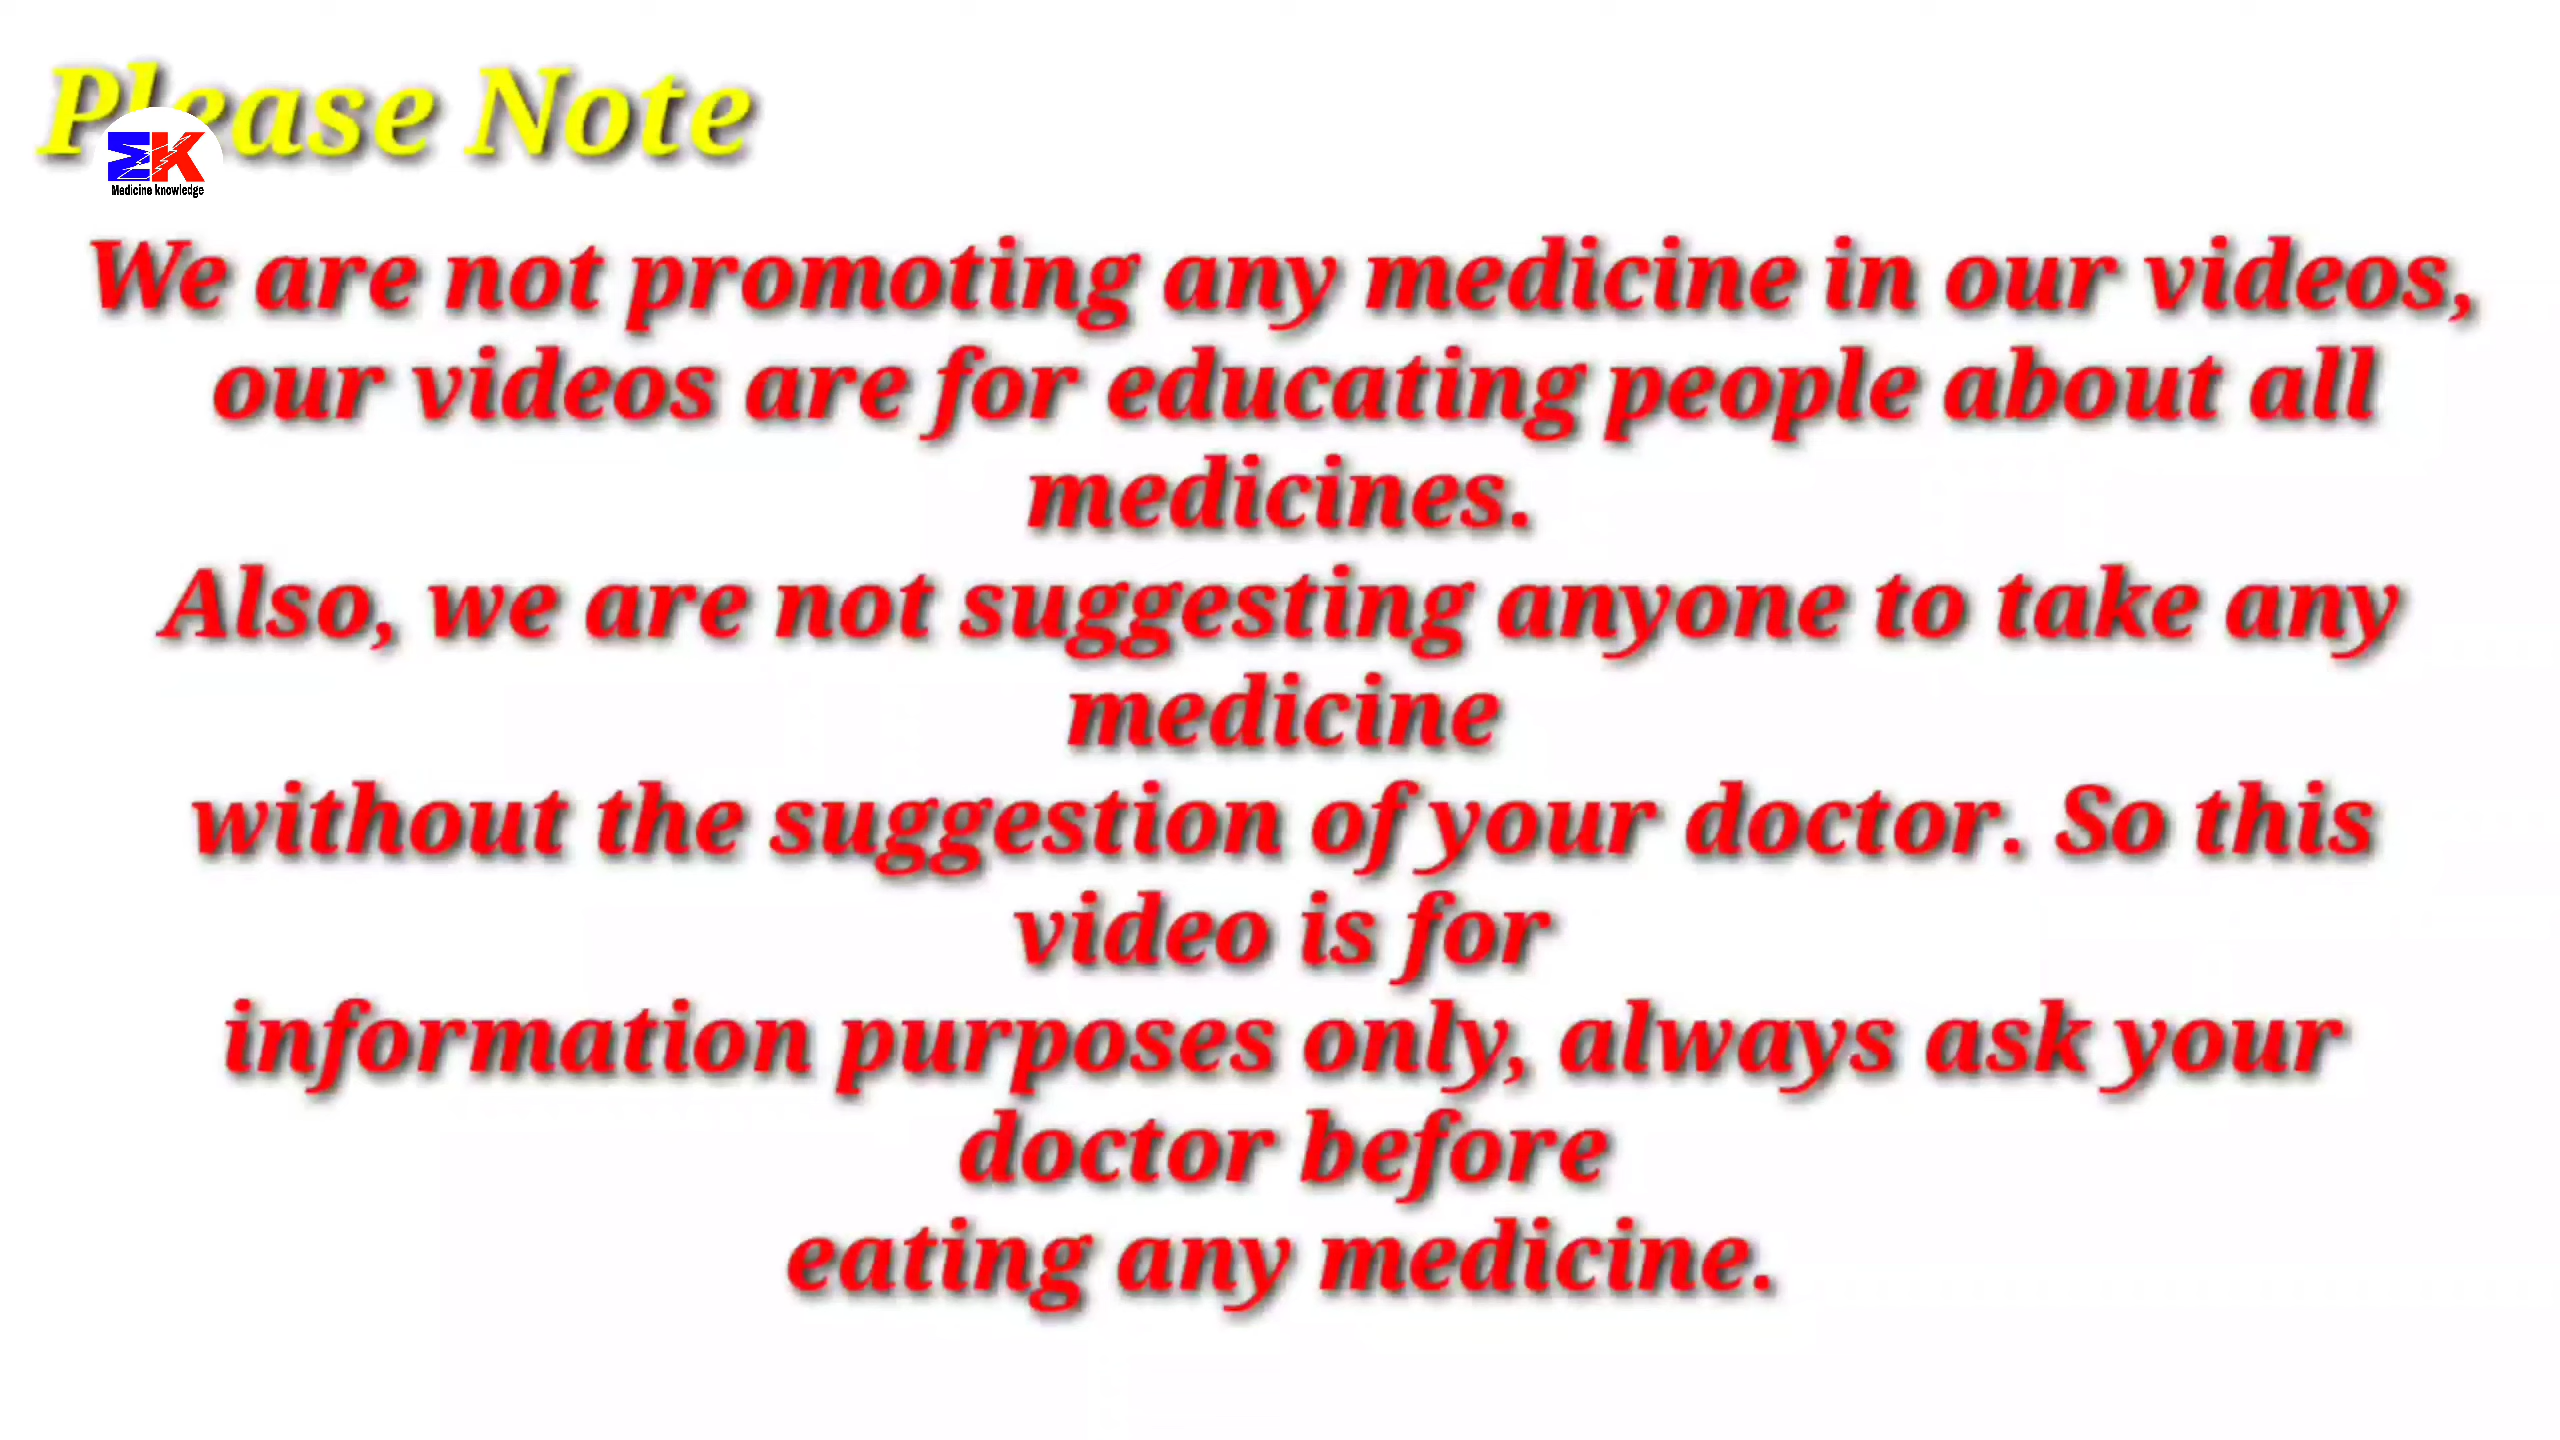 Please Note
MK
Medicine knowledge
We are not promoting any medicine in our videos,
our videos are for educating people about all
medicines.
Also, we are not suggesting anyone to take any
medicine
without the suggestion of your doctor. So this
video is for
information purposes only, always ask your
doctor before
eating any medicine.